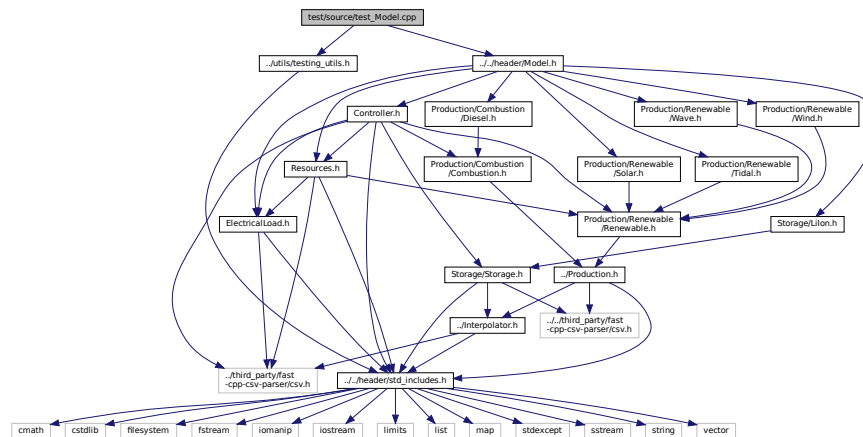 test/source/test_Model.cpp
../utils/testing_utils.h
../../header/Model.h
Controller.h
Production/Combustion
/Diesel.h
Production/Renewable
/Wave.h
Production/Renewable
/Wind.h
Resources.h
Production/Combustion
/Combustion.h
Production/Renewable
/Solar.h
Production/Renewable
/Tidal.h
ElectricalLoad.h
Production/Renewable
/Renewable.h
Storage/LiIon.h
Storage/Storage.h
../Production.h
../Interpolator.h
../../third_party/fast
-cpp-csv-parser/csv.h
../third_party/fast
-cpp-csv-parser/csv.h
../../header/std_includes.h
cmath
cstdlib
filesystem
fstream
iomanip
iostream
limits
list
map
stdexcept
sstream
string
vector